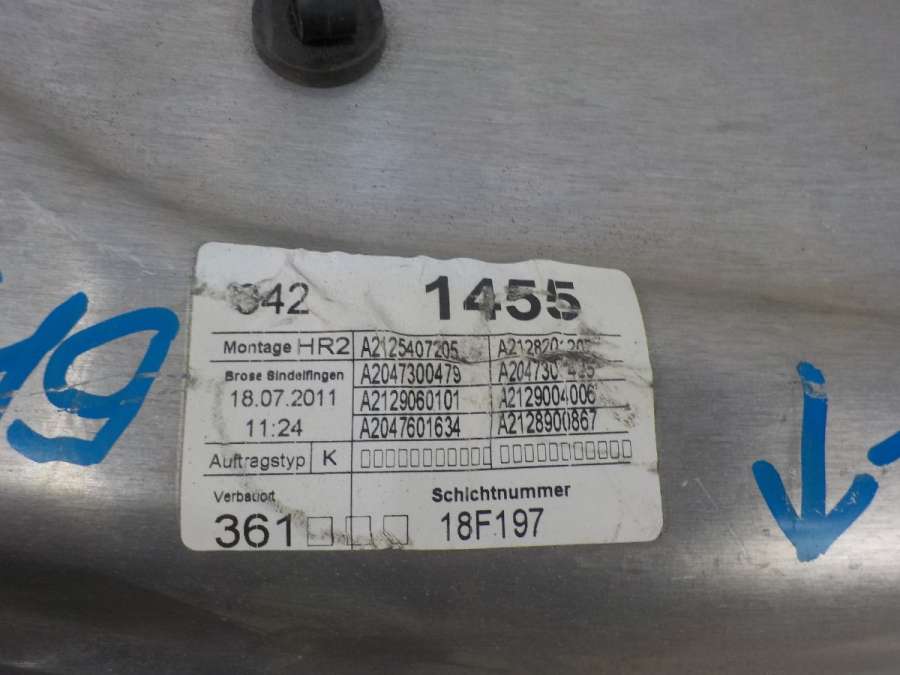 1455
Montage HR2 A2125407205
Brose Sindelfingen A2047300479
18.07.2011 A2129060101 A2129004006
11:24 A2047601634 A2128900867
Auftragstyp K
Verbauort Schichtnummer
361 18F197
19